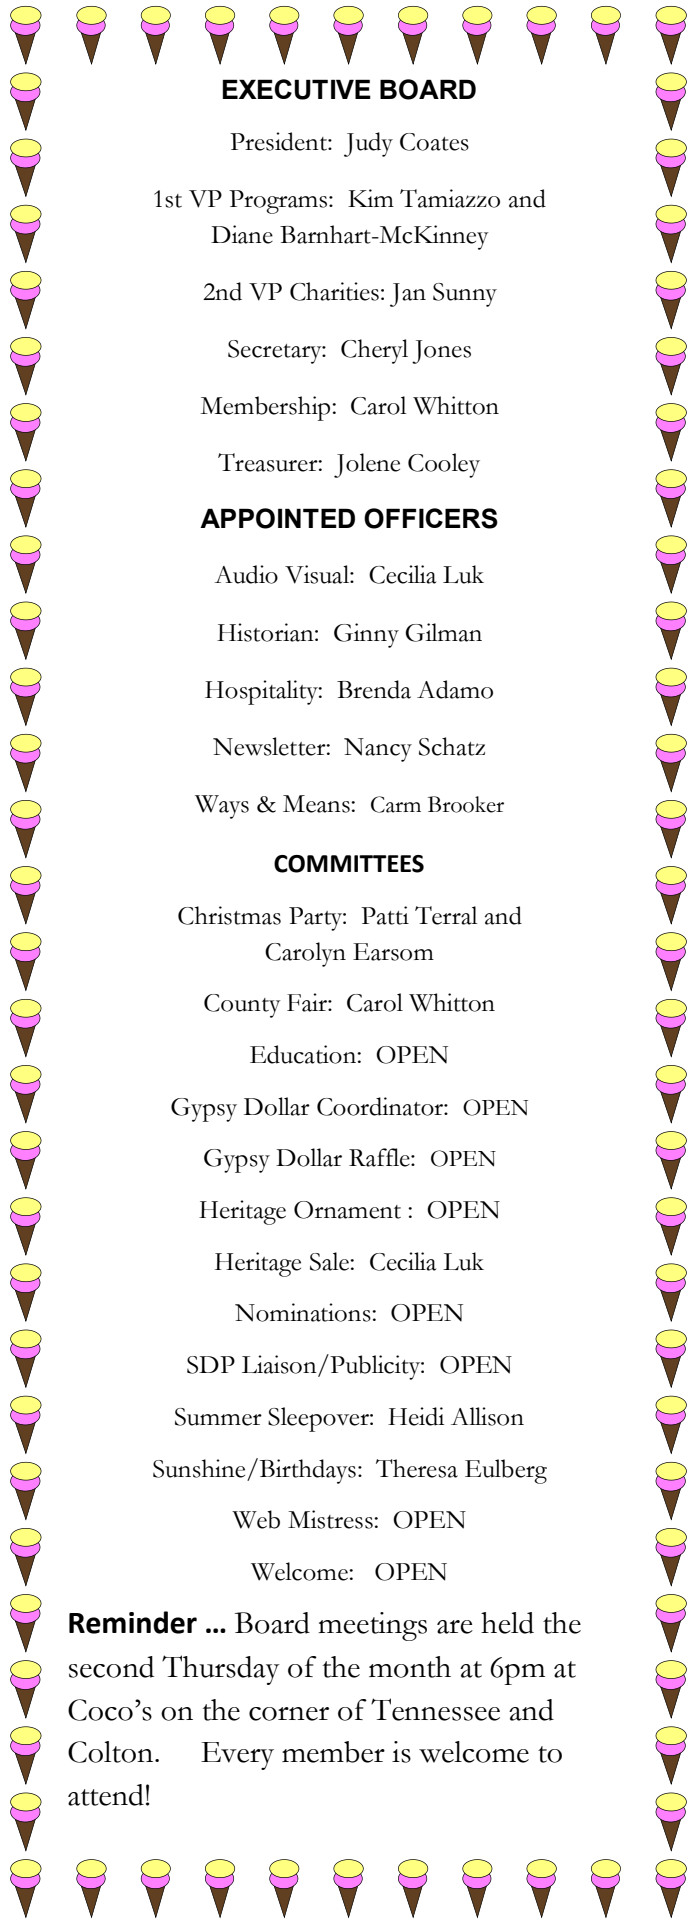 EXECUTIVE BOARD
President: Judy Coates
1st VP Programs: Kim Tamiazzo and
Diane Barnhart-McKinney
2nd VP Charities: Jan Sunny
Secretary: Cheryl Jones
Membership: Carol Whitton
Treasurer: Jolene Cooley
APPOINTED OFFICERS
Audio Visual: Cecilia Luk
Historian: Ginny Gilman
Hospitality: Brenda Adamo
Newsletter: Nancy Schatz
Ways & Means: Carm Brooker
COMMITTEES
Christmas Party: Patti Terral and
Carolyn Earsom
County Fair: Carol Whitton
Education: OPEN
Gypsy Dollar Coordinator: OPEN
Gypsy Dollar Raffle: OPEN
Heritage Ornament : OPEN
Heritage Sale: Cecilia Luk
Nominations: OPEN
SDP Liaison/Publicity: OPEN
Summer Sleepover: Heidi Allison
Sunshine/Birthdays: Theresa Eulberg
Web Mistress: OPEN
Welcome: OPEN
Reminder ... Board meetings are held the
second Thursday of the month at 6pm at
Coco’s on the corner of Tennessee and
Colton. Every member is welcome to
attend!